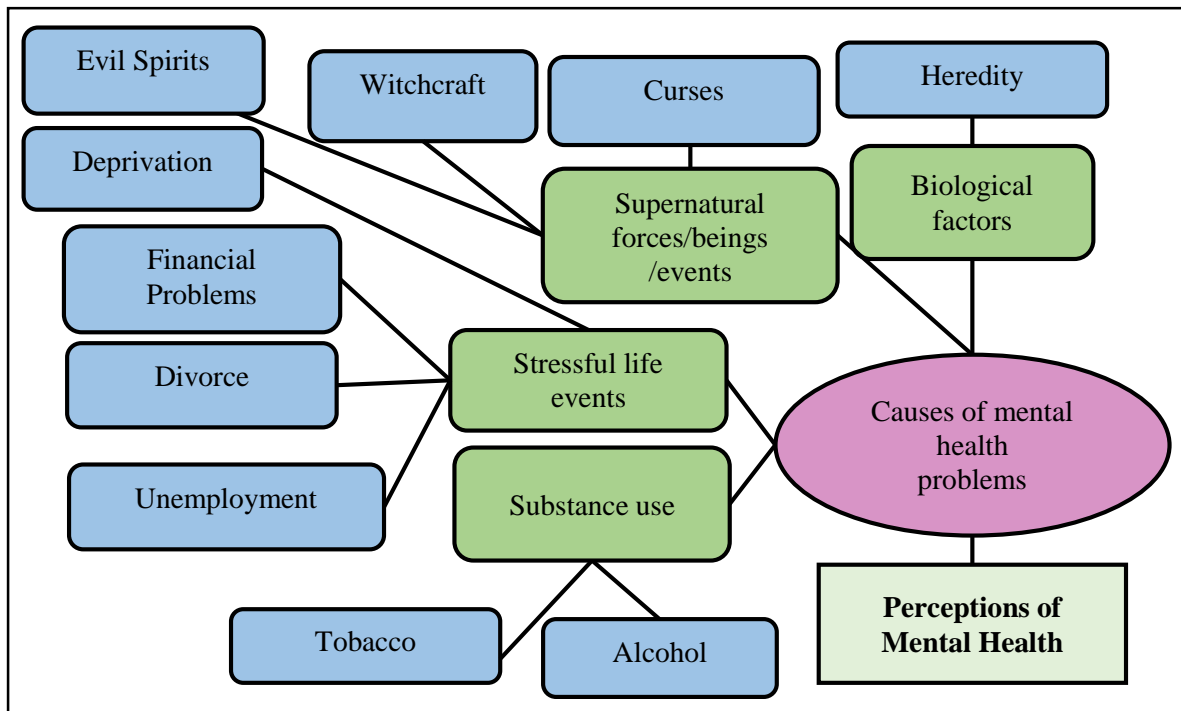 Evil Spirits
Witchcraft
Curses
Heredity
Deprivation
Supernatural
forces/beings
/events
Biological
factors
Financial
Problems
Divorce
Stressful life
events
Causes of mental
health
problems
Unemployment
Substance use
Tobacco
Alcohol
Perceptions of
Mental Health